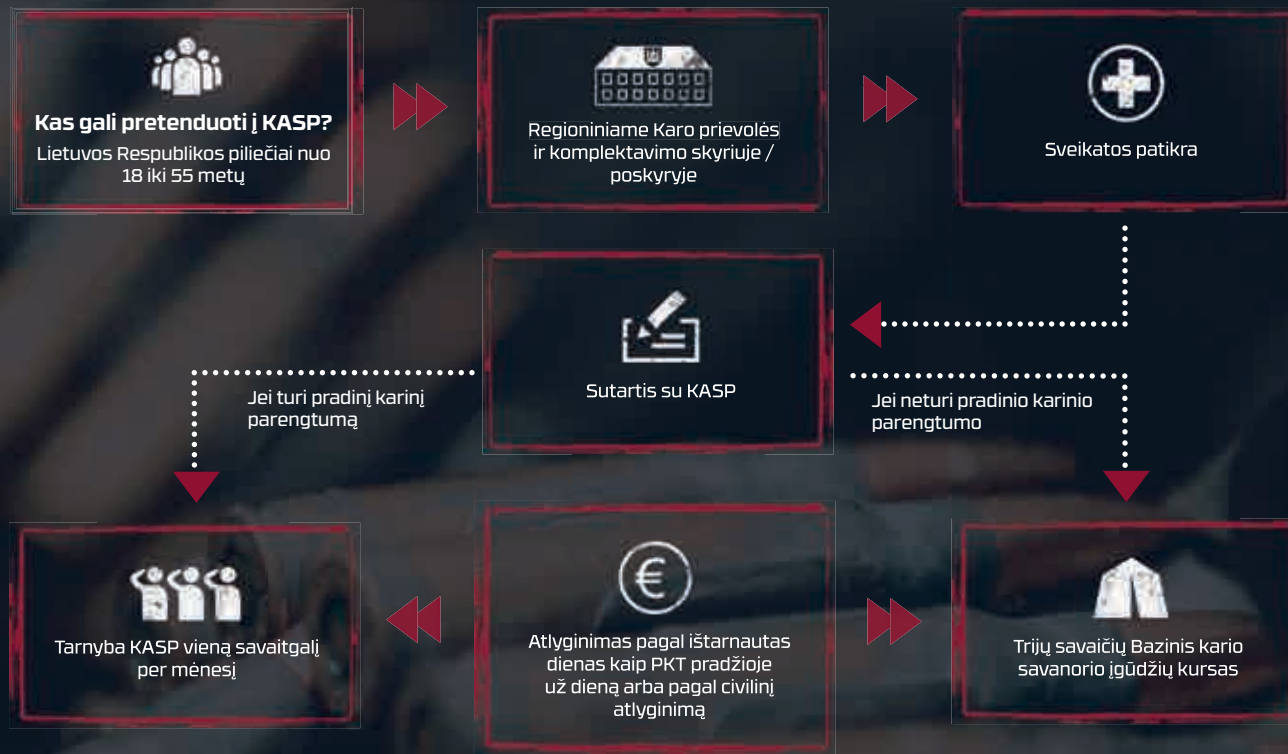 Kas gali pretenduoti į KASP?
Lietuvos Respublikos piliečiai nuo
18 iki 55 metų
Regioniniame Karo prievolės
ir komplektavimo skyriuje /
poskyryje
Sveikatos patikra
Sutartis su KASP
Jei turi pradinį karinį
parengtumą
Jei neturi pradinio karinio
parengtumo
Tarnyba KASP vieną savaitgalį
per mėnesį
Atlyginimas pagal ištarnautas
dienas kaip PKT pradžioje
už dieną arba pagal civilinį
atlyginimą
Trijų savaičių Bazinis kario
savanorio įgūdžių kursas